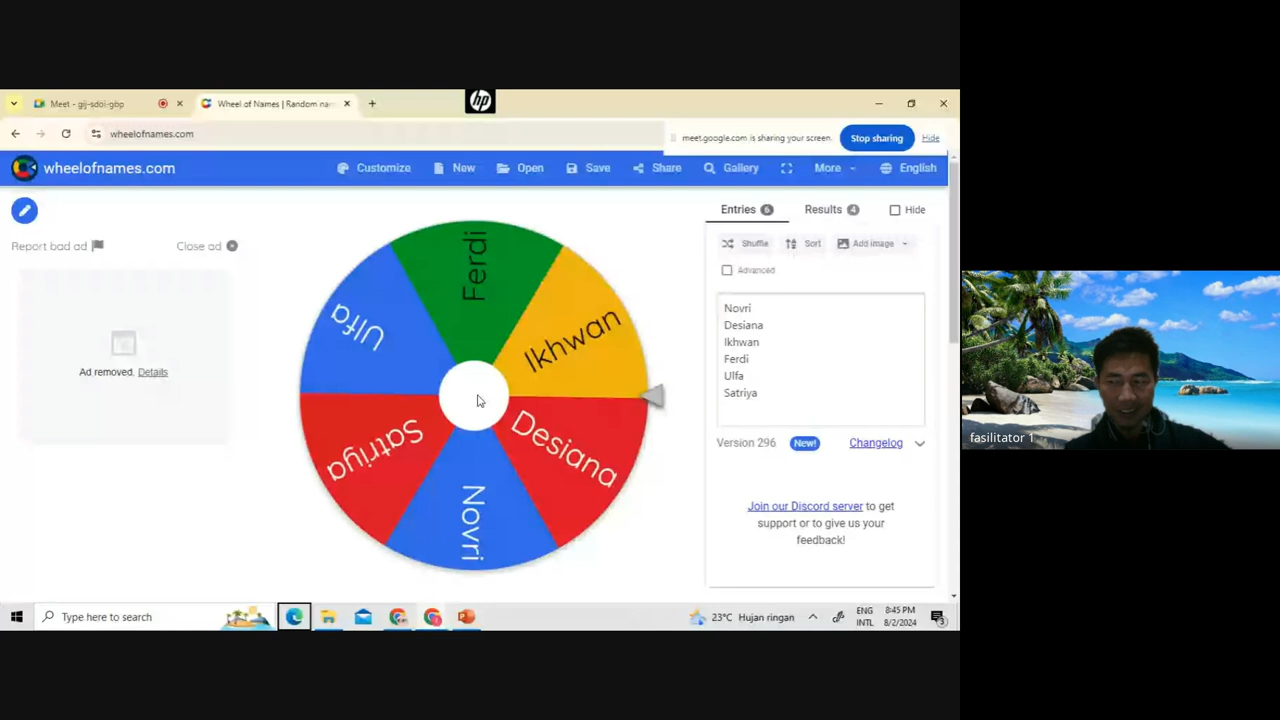 hp
Meet - gij-sdoi-gbp
Wheel of Names | Random nam
wheelofnames.com
meet.google.com is sharing your screen.
Stop sharing
Hide
wheelofnames.com
Customize
New
Open
Save
Share
Gallery
More
English
Report bad ad
Close ad
Ad removed. Details
Ferdi
Ikhwan
Desiana
Novri
Satriya
Ulfa
Entries 6
Results 4
Hide
Shuffle
Sort
Add image
Advanced
Novri
Desiana
Ikhwan
Ferdi
Ulfa
Satriya
Version 296
New!
Changelog
Join our Discord server to get
support or to give us your
feedback!
fasilitator 1
Type here to search
23°C Hujan ringan
ENG
INTL
8:45 PM
8/2/2024
3